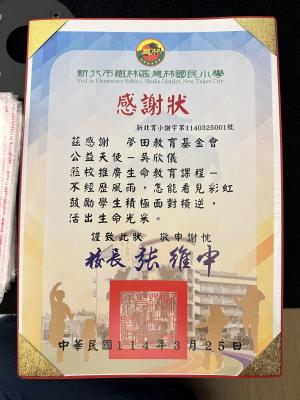 育林
新北市樹林區育林國民小學
Yu-Lin Elementary School, Shulin District, New Taipei City
感謝狀
新北育小謝字第1140325001號
茲感謝　夢田教育基金會
公益天使－吳欣儀
蒞校推廣生命教育課程－
不經歷風雨，怎能看見彩虹
鼓勵學生積極面對橫逆，
活出生命光采。
謹致此狀　敬申謝忱
校長 張維中
中華民國114年3月25日